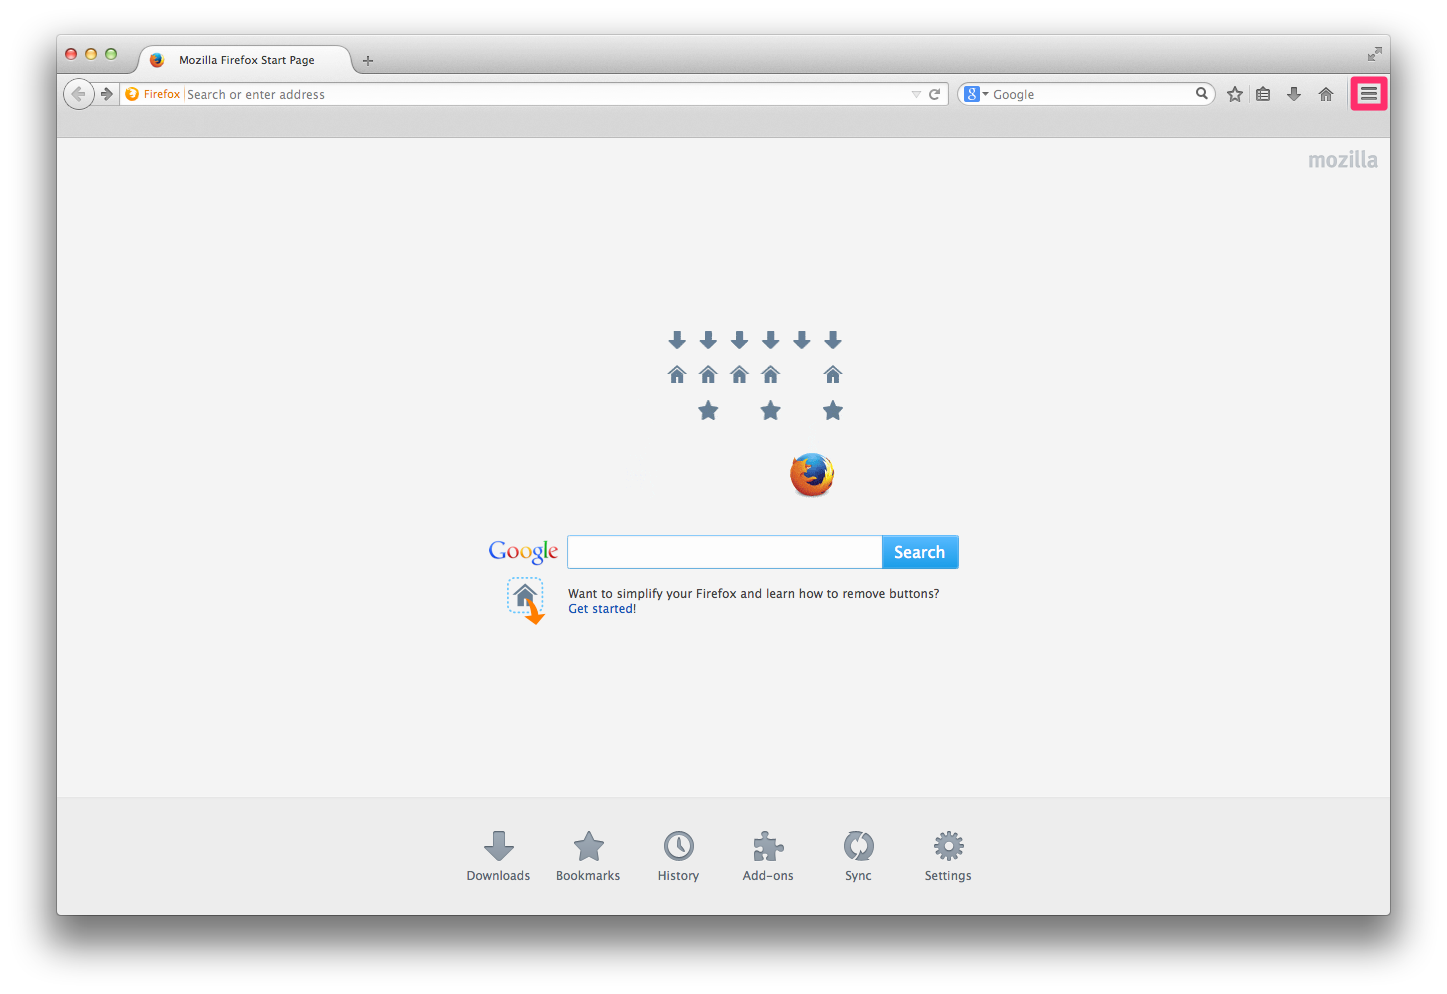 Mozilla Firefox Start Page
Firefox Search or enter address
8 Google
mozilla
Google
Search
Want to simplify your Firefox and learn how to remove buttons?
Get started!
Downloads Bookmarks History Add-ons Sync Settings